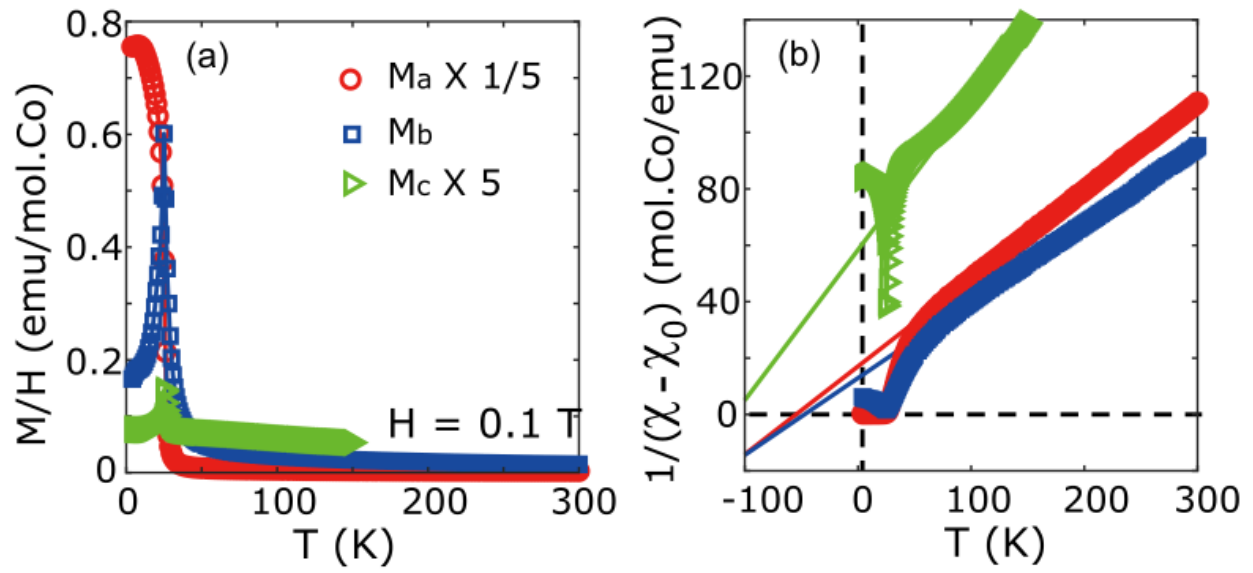 0.8
0.6
0.4
0.2
0
M/H (emu/mol.Co)
(a)
Ma X 1/5
Mb
Mc X 5
H = 0.1 T
0 100 200 300
T (K)
120
80
40
0
1/(χ - χ0) (mol.Co/emu)
(b)
-100 0 100 200 300
T (K)